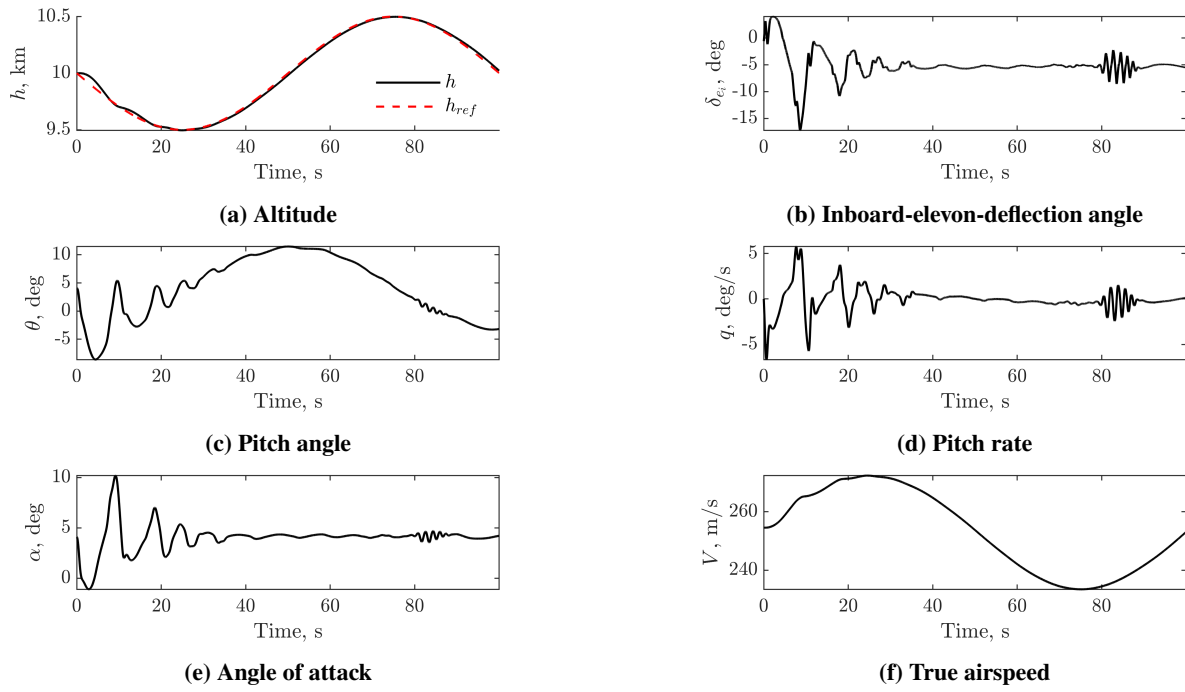 10.5
10
9.5
h, km
h
h_{ref}
0 20 40 60 80
Time, s
(a) Altitude
0
-5
-10
-15
δ_{e_i}, deg
0 20 40 60 80
Time, s
(b) Inboard-elevon-deflection angle
10
5
0
-5
θ, deg
0 20 40 60 80
Time, s
(c) Pitch angle
5
0
-5
q, deg/s
0 20 40 60 80
Time, s
(d) Pitch rate
10
5
0
α, deg
0 20 40 60 80
Time, s
(e) Angle of attack
260
240
V, m/s
0 20 40 60 80
Time, s
(f) True airspeed